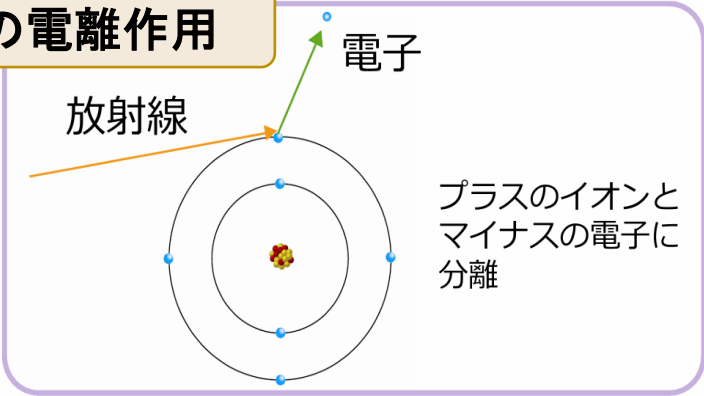 の電離作用
電子
放射線
プラスのイオンと
マイナスの電子に
分離